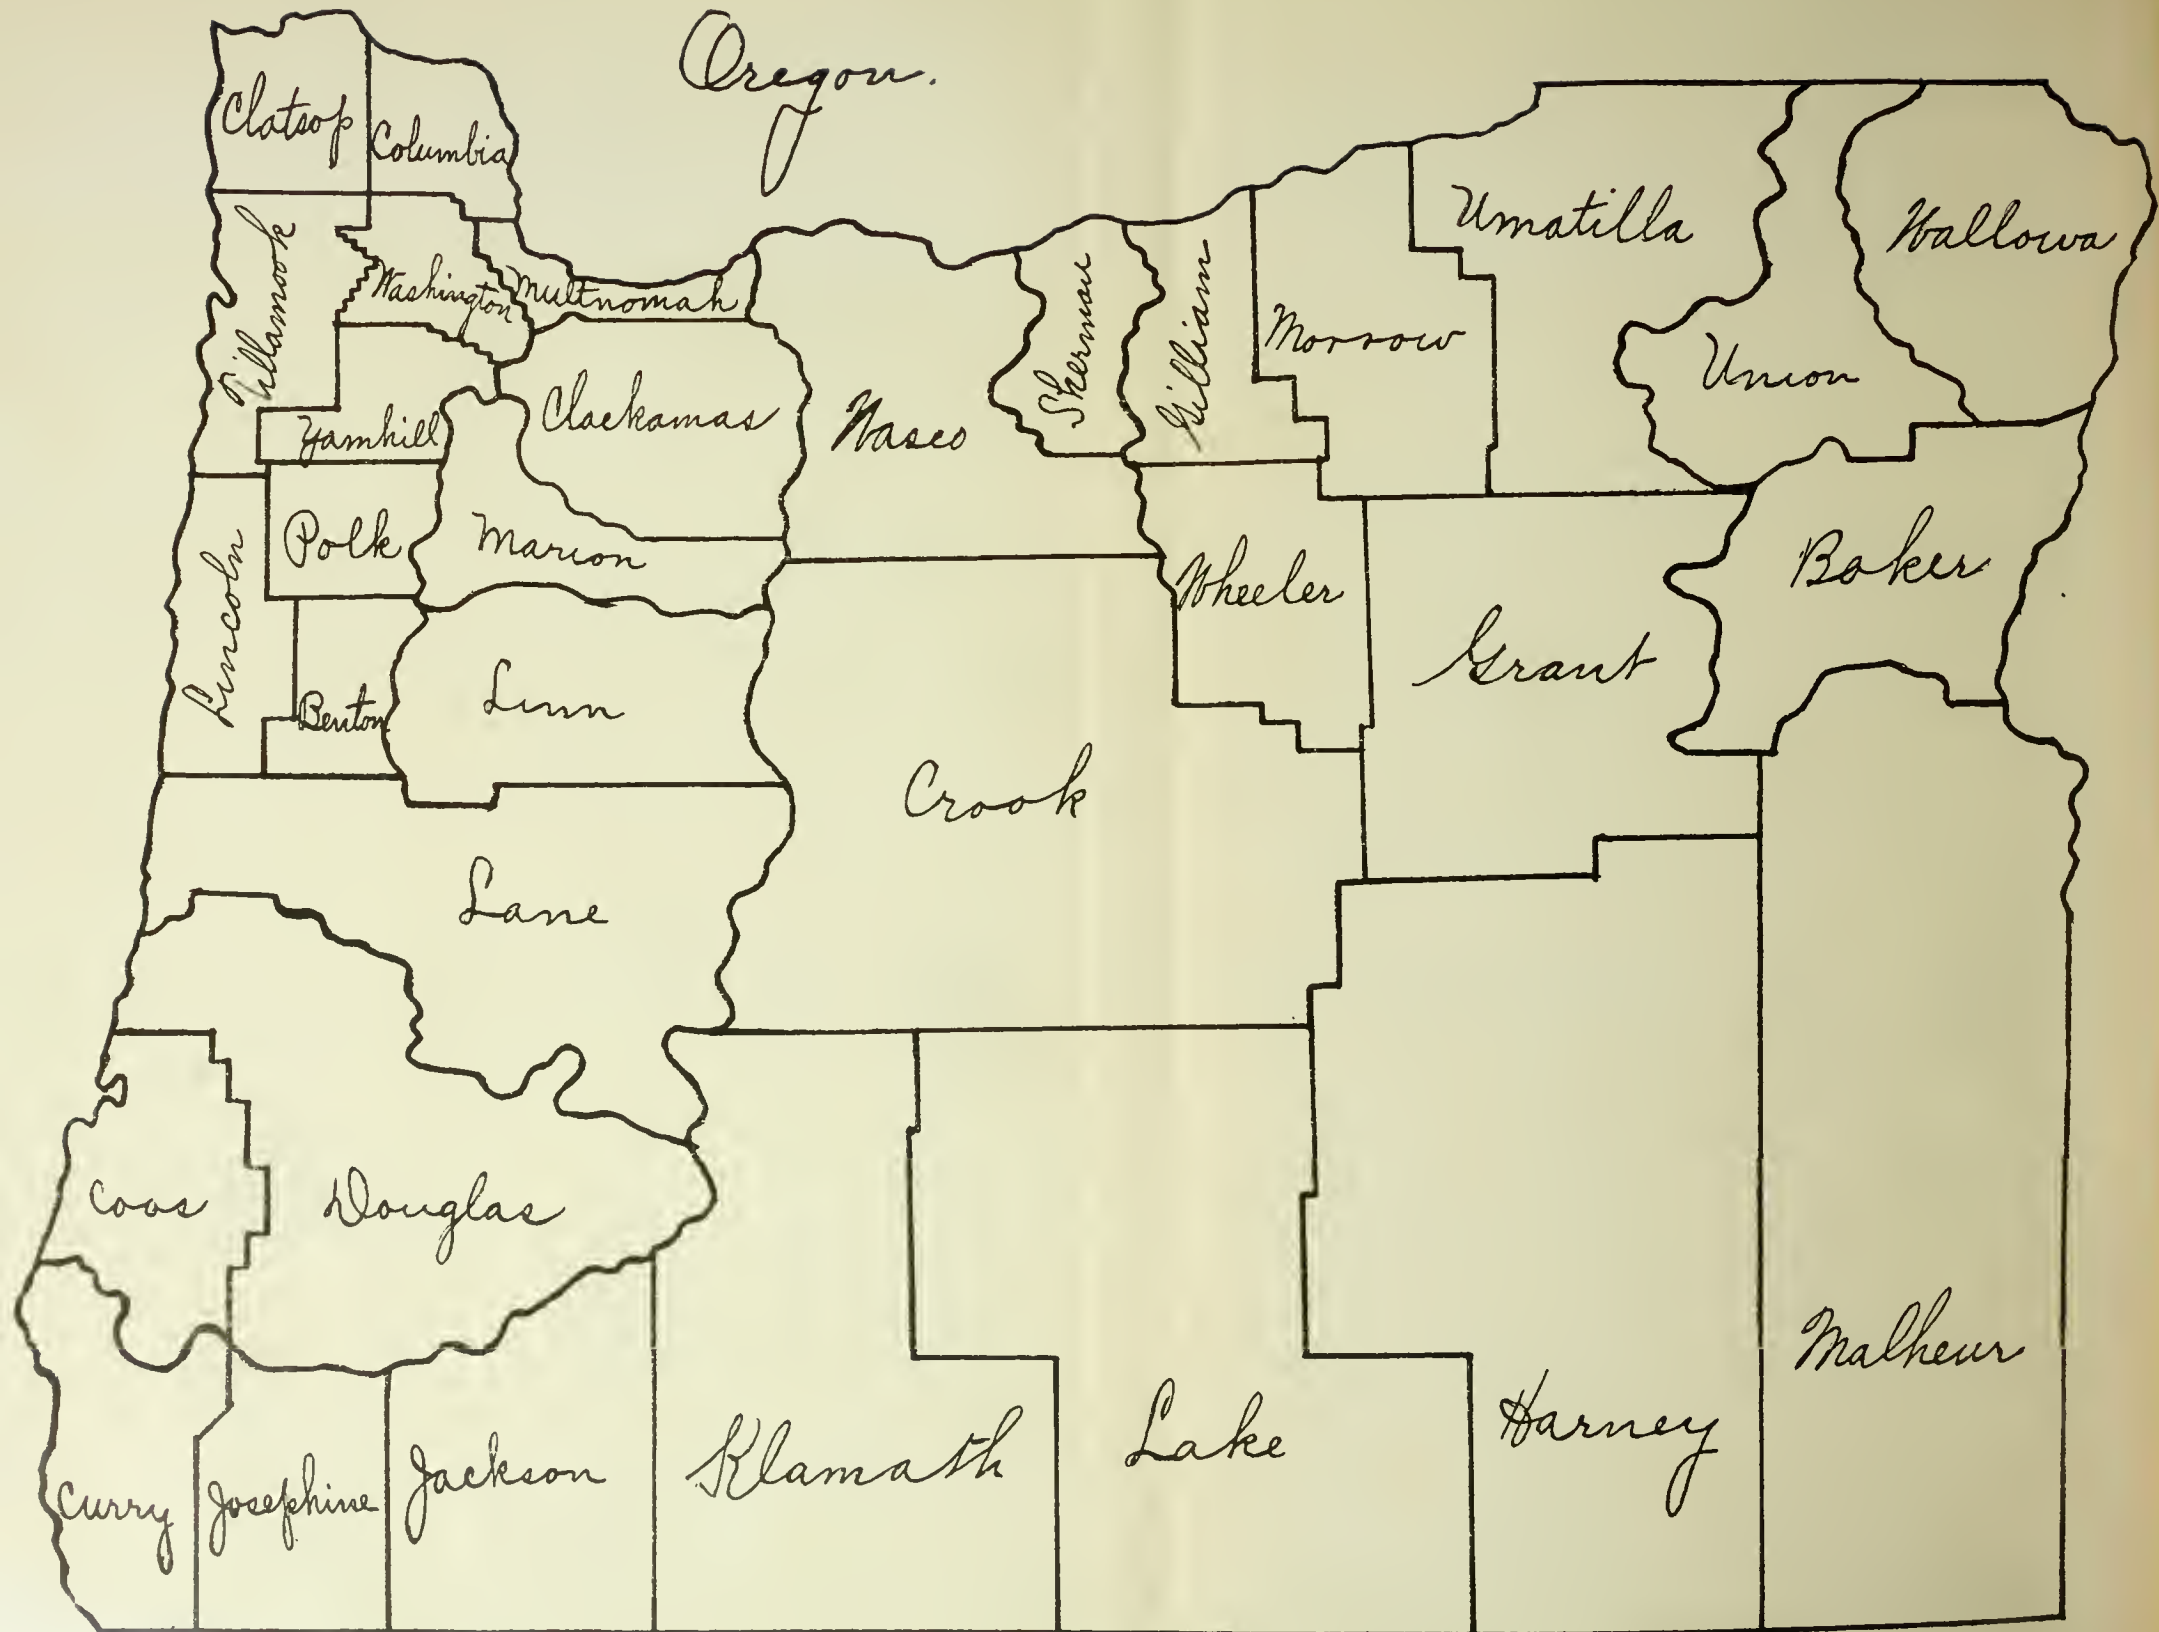 Oregon.
Clatsop
Columbia
Tillamook
Washington
Multnomah
Yamhill
Clackamas
Wasco
Sherman
Gilliam
Morrow
Umatilla
Union
Wallowa
Polk
Marion
Lincoln
Benton
Linn
Wheeler
Grant
Baker
Crook
Lane
Coos
Douglas
Curry
Josephine
Jackson
Klamath
Lake
Harney
Malheur